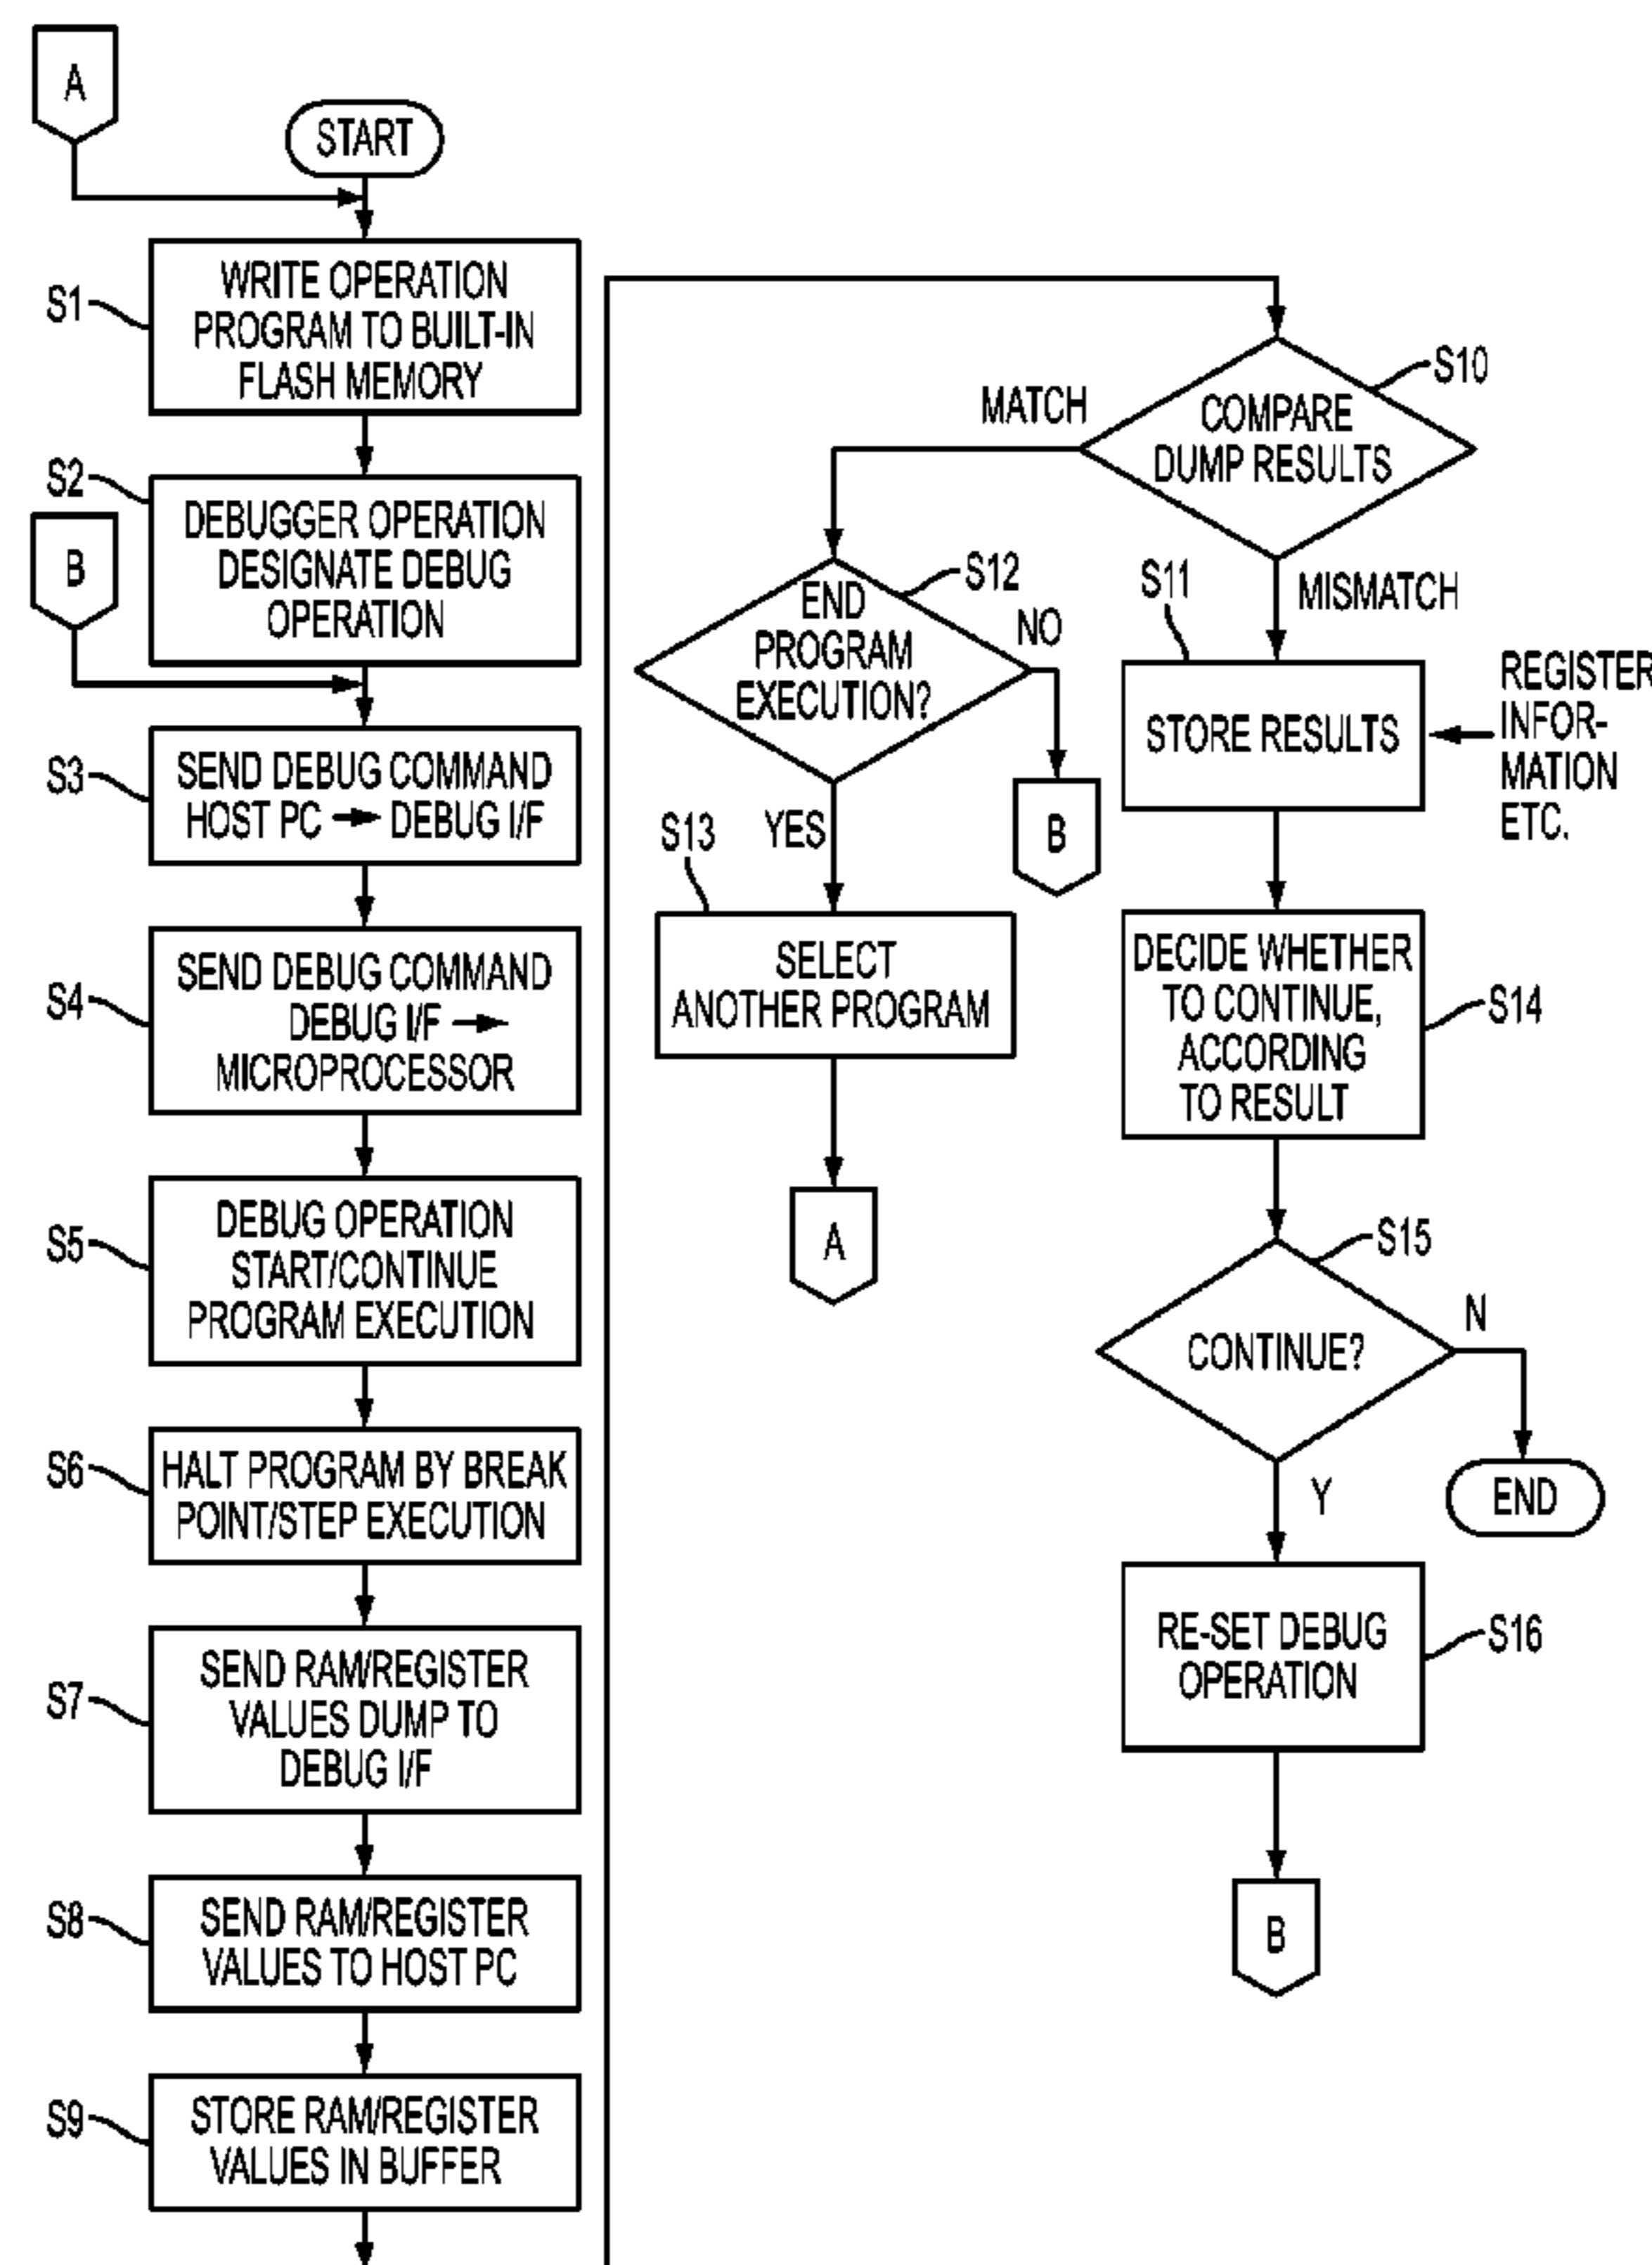 A
START
S1
WRITE OPERATION
PROGRAM TO BUILT-IN
FLASH MEMORY
S2
DEBUGGER OPERATION
DESIGNATE DEBUG
OPERATION
B
S3
SEND DEBUG COMMAND
HOST PC → DEBUG I/F
S4
SEND DEBUG COMMAND
DEBUG I/F →
MICROPROCESSOR
S5
DEBUG OPERATION
START/CONTINUE
PROGRAM EXECUTION
S6
HALT PROGRAM BY BREAK
POINT/STEP EXECUTION
S7
SEND RAM/REGISTER
VALUES DUMP TO
DEBUG I/F
S8
SEND RAM/REGISTER
VALUES TO HOST PC
S9
STORE RAM/REGISTER
VALUES IN BUFFER
S10
COMPARE
DUMP RESULTS
MATCH
MISMATCH
S12
END
PROGRAM
EXECUTION?
NO
B
YES
S13
SELECT
ANOTHER PROGRAM
A
S11
STORE RESULTS
REGISTER
INFOR-
MATION
ETC.
S14
DECIDE WHETHER
TO CONTINUE,
ACCORDING
TO RESULT
S15
CONTINUE?
N
END
Y
S16
RE-SET DEBUG
OPERATION
B